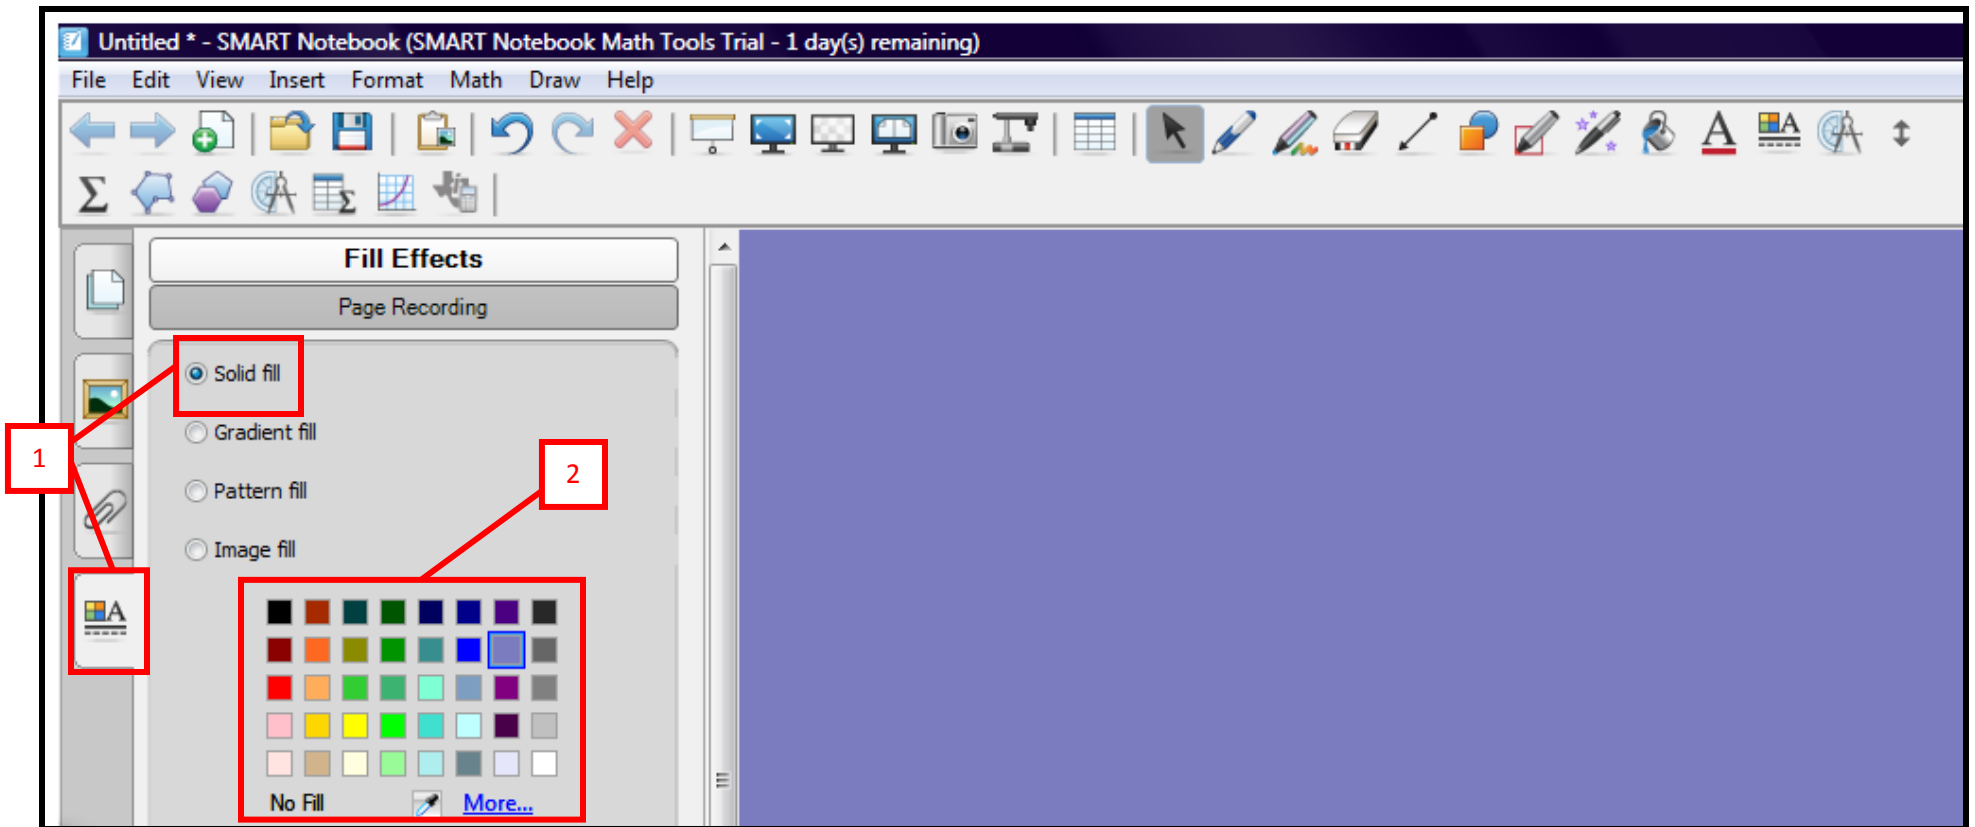 Untitled * - SMART Notebook (SMART Notebook Math Tools Trial - 1 day(s) remaining)
File Edit View Insert Format Math Draw Help
Fill Effects
Page Recording
Solid fill
Gradient fill
1
2
Pattern fill
Image fill
No Fill More...